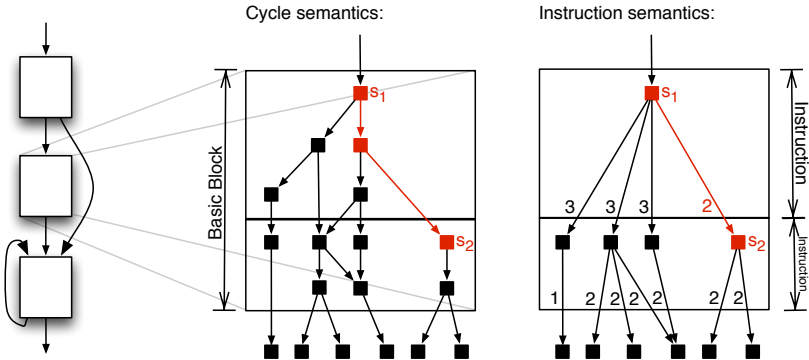 Cycle semantics:
Instruction semantics:
Basic Block
s1
s2
s1
Instruction
3
3
3
2
s2
Instruction
1
2
2
2
2
2
2